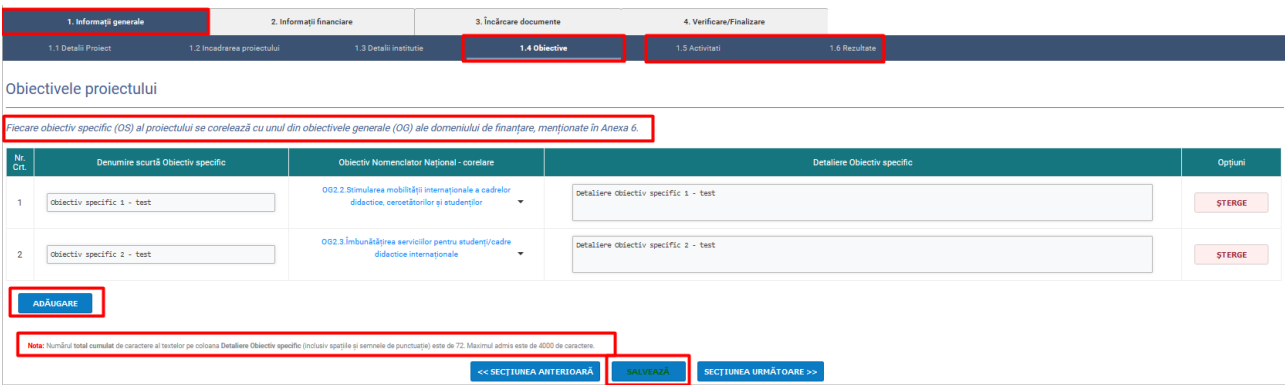 1. Informații generale
2. Informații financiare
3. Încărcare documente
4. Verificare/Finalizare
1.1 Detalii Proiect
1.2 Incadrarea proiectului
1.3 Detalii institutie
1.4 Obiective
1.5 Activitati
1.6 Rezultate
Obiectivele proiectului
Fiecare obiectiv specific (OS) al proiectului se corelează cu unul din obiectivele generale (OG) ale domeniului de finanțare, menționate în Anexa 6.
Nr. Crt.
Denumire scurtă Obiectiv specific
Obiectiv Nomenclator Național - corelare
Detaliere Obiectiv specific
Opțiuni
1
Obiectiv specific 1 - test
OG2.2.Stimularea mobilității internaționale a cadrelor
didactice, cercetătorilor și studenților
Detaliere Obiectiv specific 1 - test
ȘTERGE
2
Obiectiv specific 2 - test
OG2.3.Îmbunătățirea serviciilor pentru studenți/cadre
didactice internaționale
Detaliere Obiectiv specific 2 - test
ȘTERGE
ADĂUGARE
Nota: Numărul total cumulat de caractere al textelor pe coloana Detaliere Obiectiv specific (inclusiv spațiile și semnele de punctuație) este de 72. Maximul admis este de 4000 de caractere.
<< SECȚIUNEA ANTERIOARĂ
SALVEAZĂ
SECȚIUNEA URMĂTOARE >>